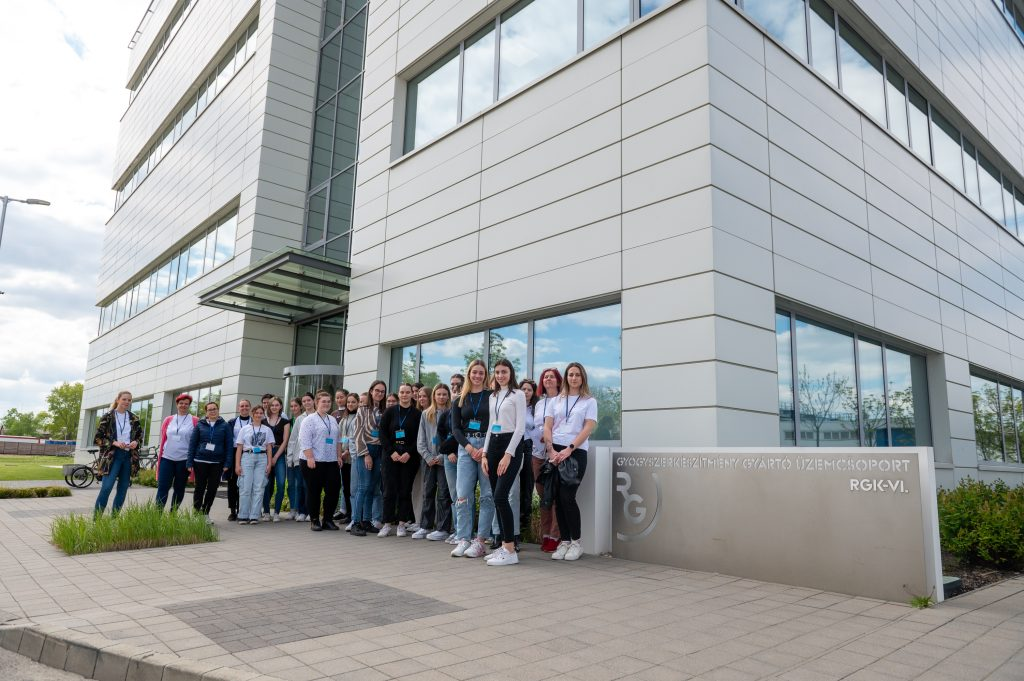 GYÓGYSZERKÉSZÍTMÉNY GYÁRTÓ ÜZEMCSOPORT
RGK-VI.
RG